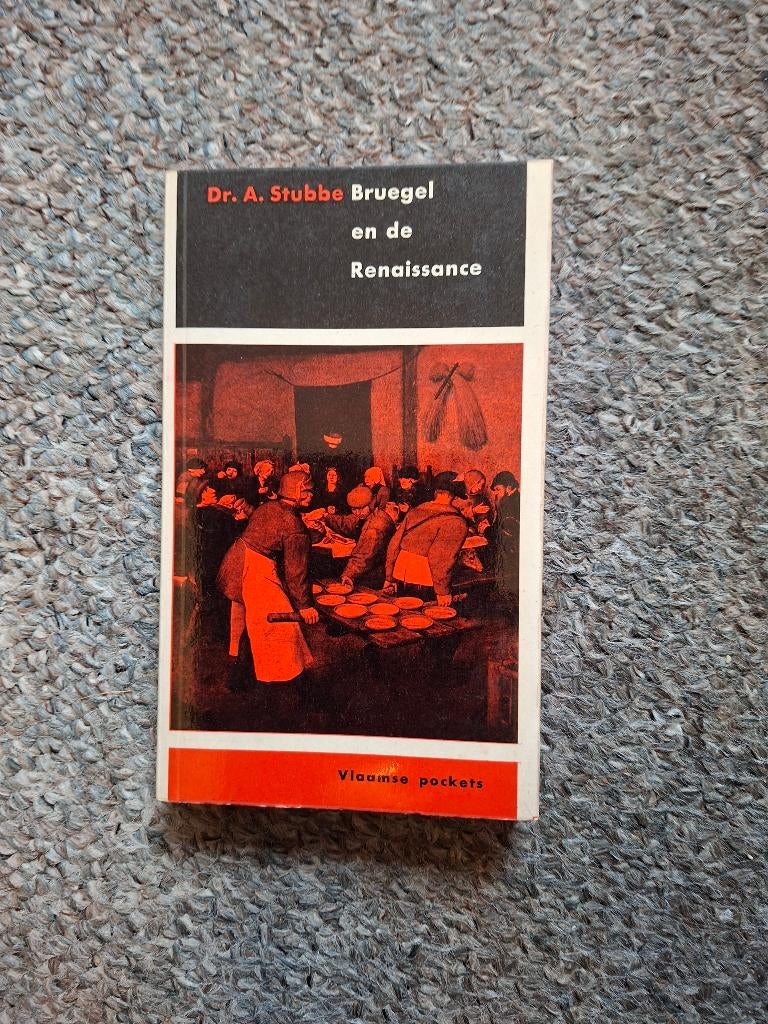 Dr. A. Stubbe Bruegel
en de
Renaissance
Vlaamse pockets